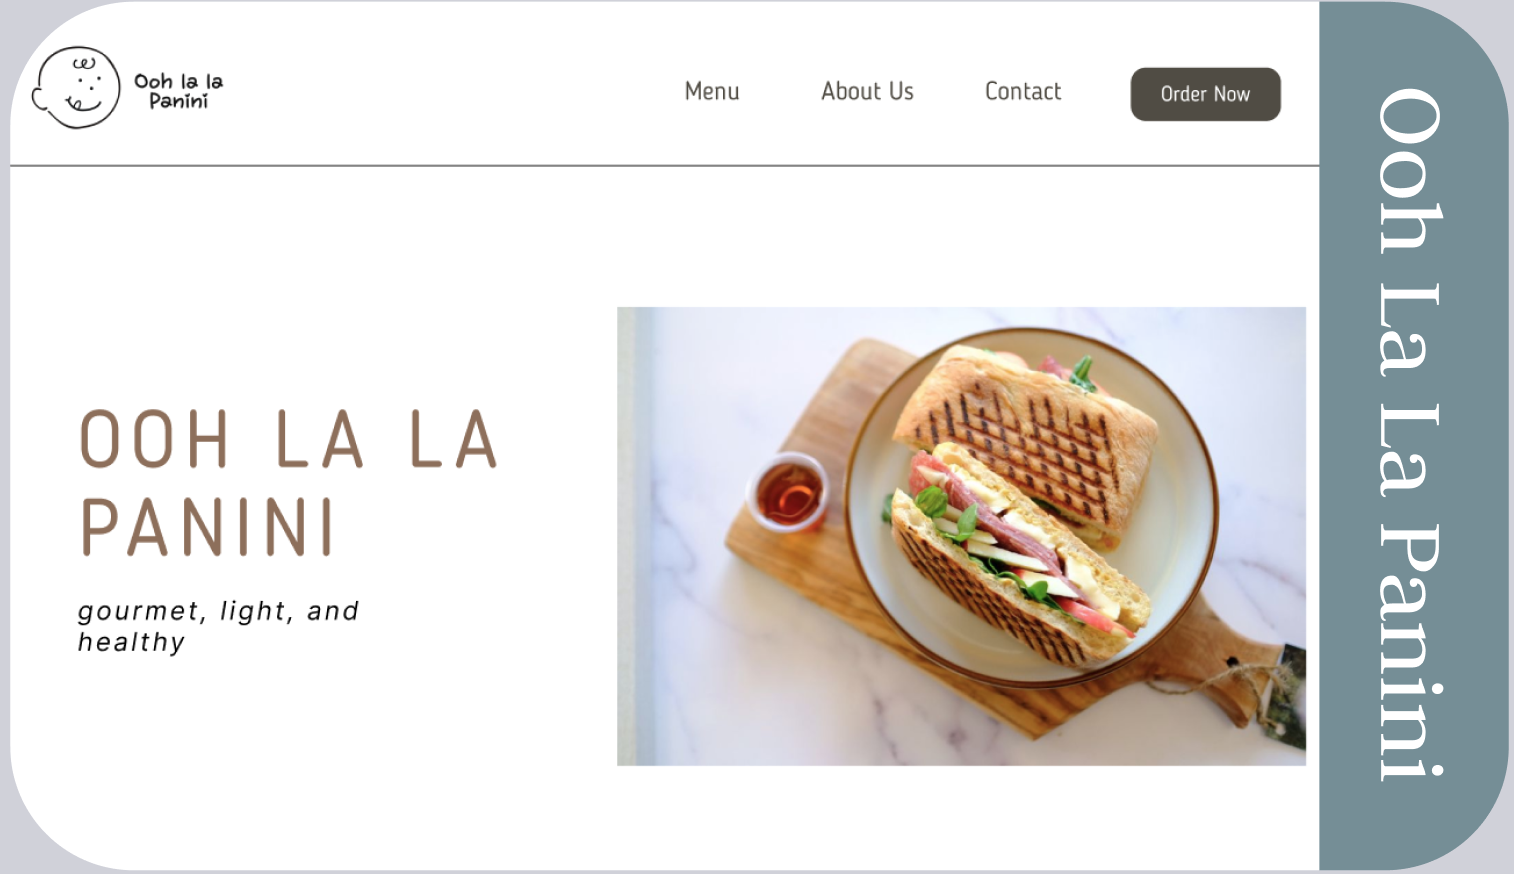 Ooh la la
Panini
Menu
About Us
Contact
Order Now
OOH LA LA
PANINI
gourmet, light, and
healthy
Ooh La La Panini